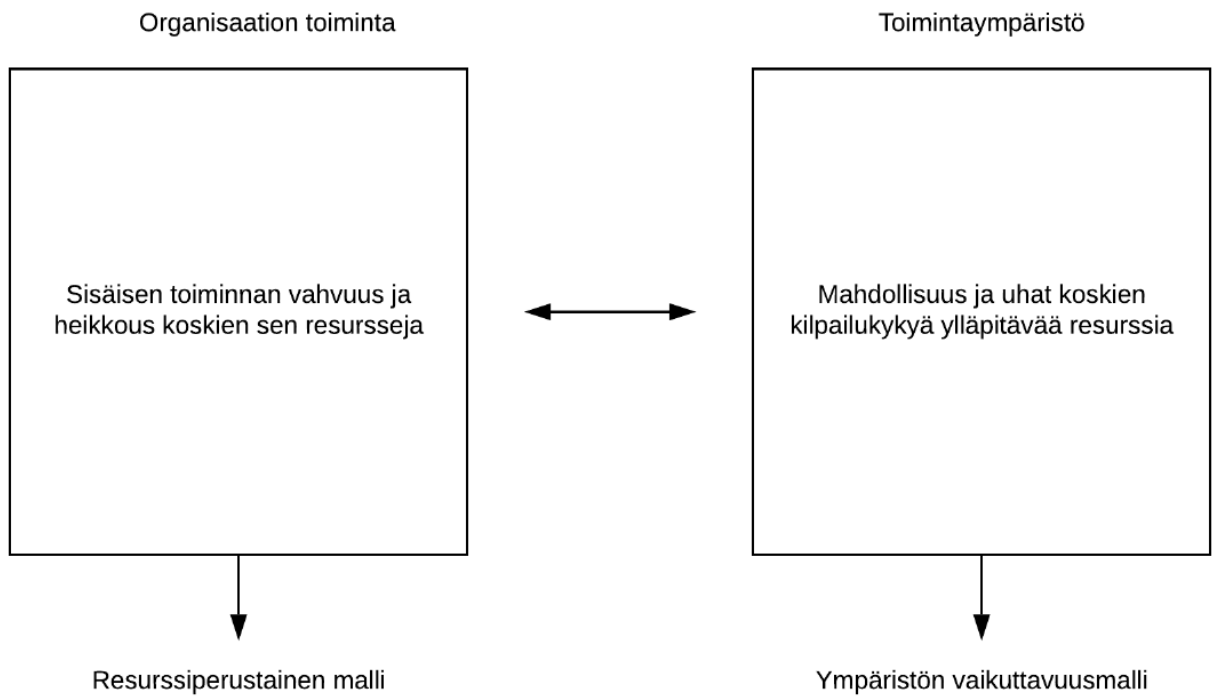 Organisaation toiminta
Toimintaympäristö
Sisäisen toiminnan vahvuus ja
heikkous koskien sen resursseja
Mahdollisuus ja uhat koskien
kilpailukykyä ylläpitävää resurssia
Resurssiperustainen malli
Ympäristön vaikuttavuusmalli